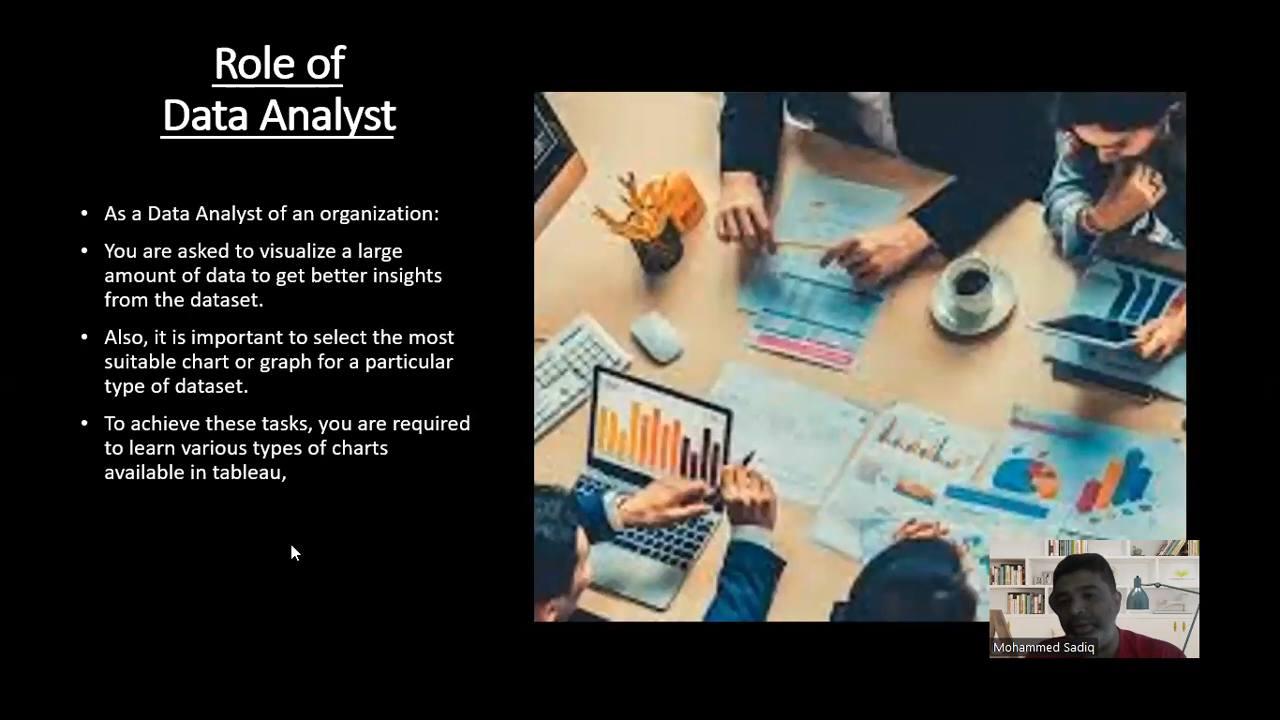 Role of
Data Analyst
• As a Data Analyst of an organization:
• You are asked to visualize a large
amount of data to get better insights
from the dataset.
• Also, it is important to select the most
suitable chart or graph for a particular
type of dataset.
• To achieve these tasks, you are required
to learn various types of charts
available in tableau,
Mohammed Sadiq